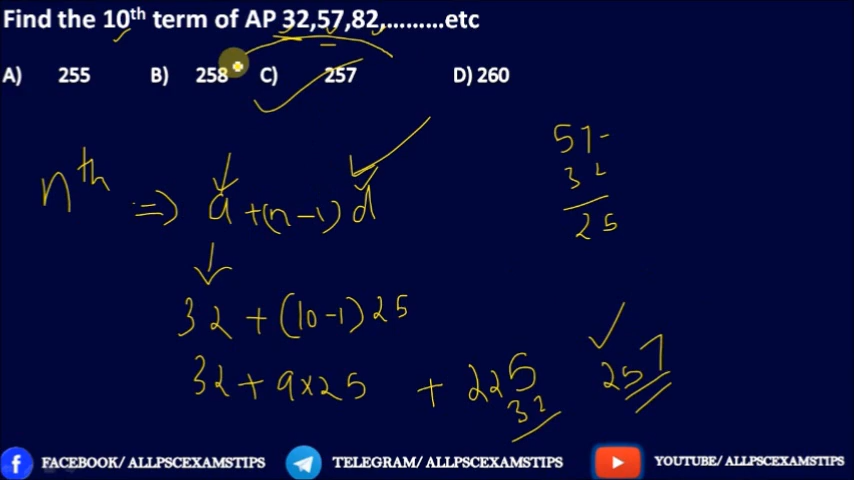 Find the 10th term of AP 32,57,82,.........etc
A) 255 B) 258 C) 257 D) 260
nth => a +(n-1) d
57-
32
25
32 + (10-1) 25
32 + 9x25 + 225
32
257
FACEBOOK/ ALLPSCEXAMSTIPS TELEGRAM/ ALLPSCEXAMSTIPS YOUTUBE/ ALLPSCEXAMSTIPS